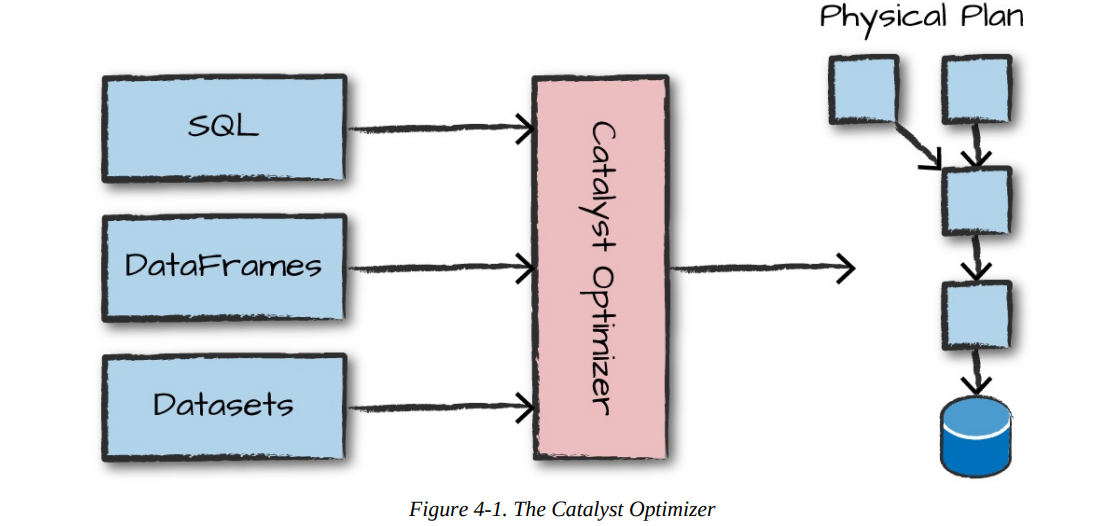 Physical Plan
SQL
DataFrames
Datasets
Catalyst Optimizer
Figure 4-1. The Catalyst Optimizer